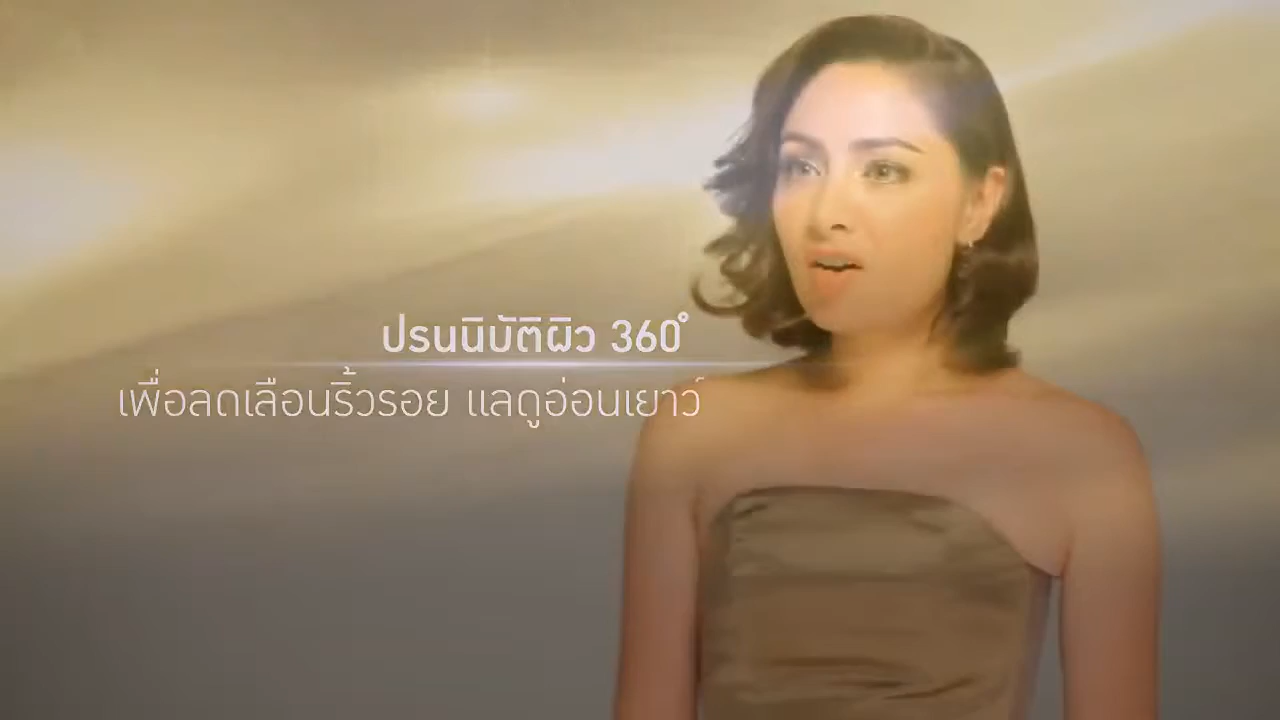 ปรนนิบัติผิว 360°
เพื่อลดเลือนริ้วรอย แลดูอ่อนเยาว์